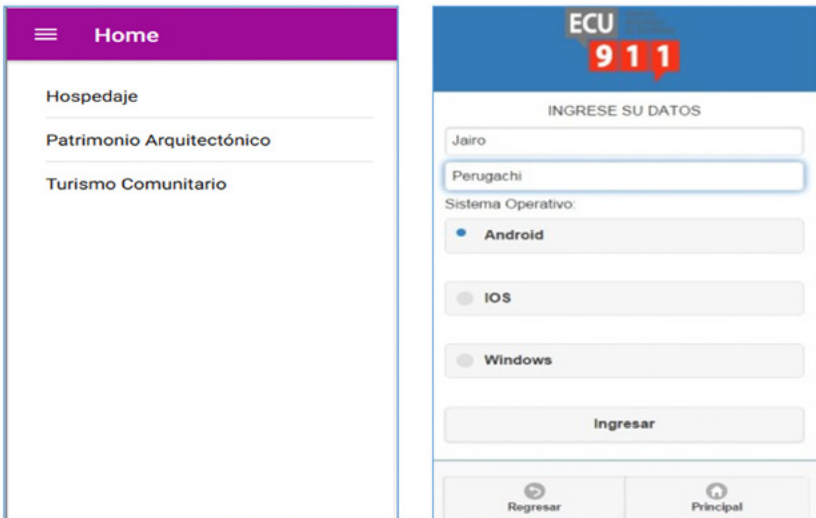 Home
Hospedaje
Patrimonio Arquitectónico
Turismo Comunitario
ECU
911
INGRESE SU DATOS
Jairo
Perugachi
Sistema Operativo:
Android
IOS
Windows
Ingresar
Regresar
Principal